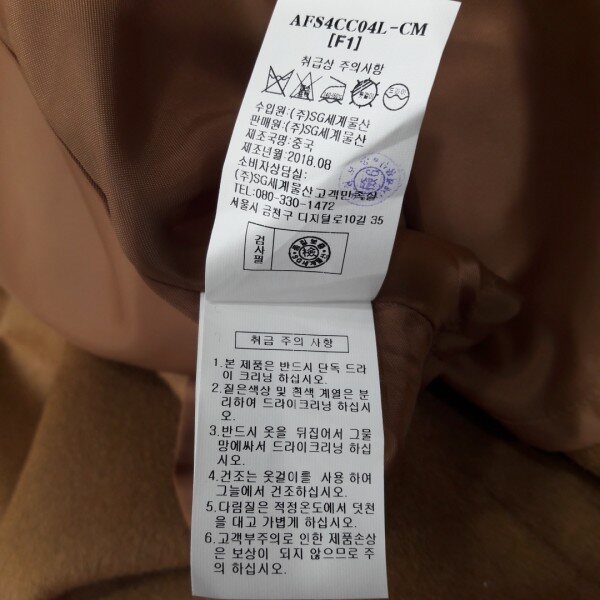 AFS4CC04L-CM
[F1]
취급상 주의사항
수입원:(주)SG세계물산
판매원:(주)SG세계물산
제조국명:중국
제조년월:2018.08
소비자상담실:
(주)SG세계물산고객만족실
TEL:080-330-1472
서울시 금천구 디지털로10길 35
검사필
취급 주의 사항
1.본 제품은 반드시 단독 드라
이 크리닝 하십시오.
2.짙은색상 및 흰색 계열은 분
리하여 드라이크리닝 하십시
오.
3.반드시 옷을 뒤집어서 그물
망에싸서 드라이크리닝 하십
시오.
4.건조는 옷걸이를 사용 하여
그늘에서 건조하십시오.
5.다림질은 적정온도에서 덧천
을 대고 가볍게 하십시오.
6.고객부주의로 인한 제품손상
은 보상이 되지 않으므로 주
의 하십시오.